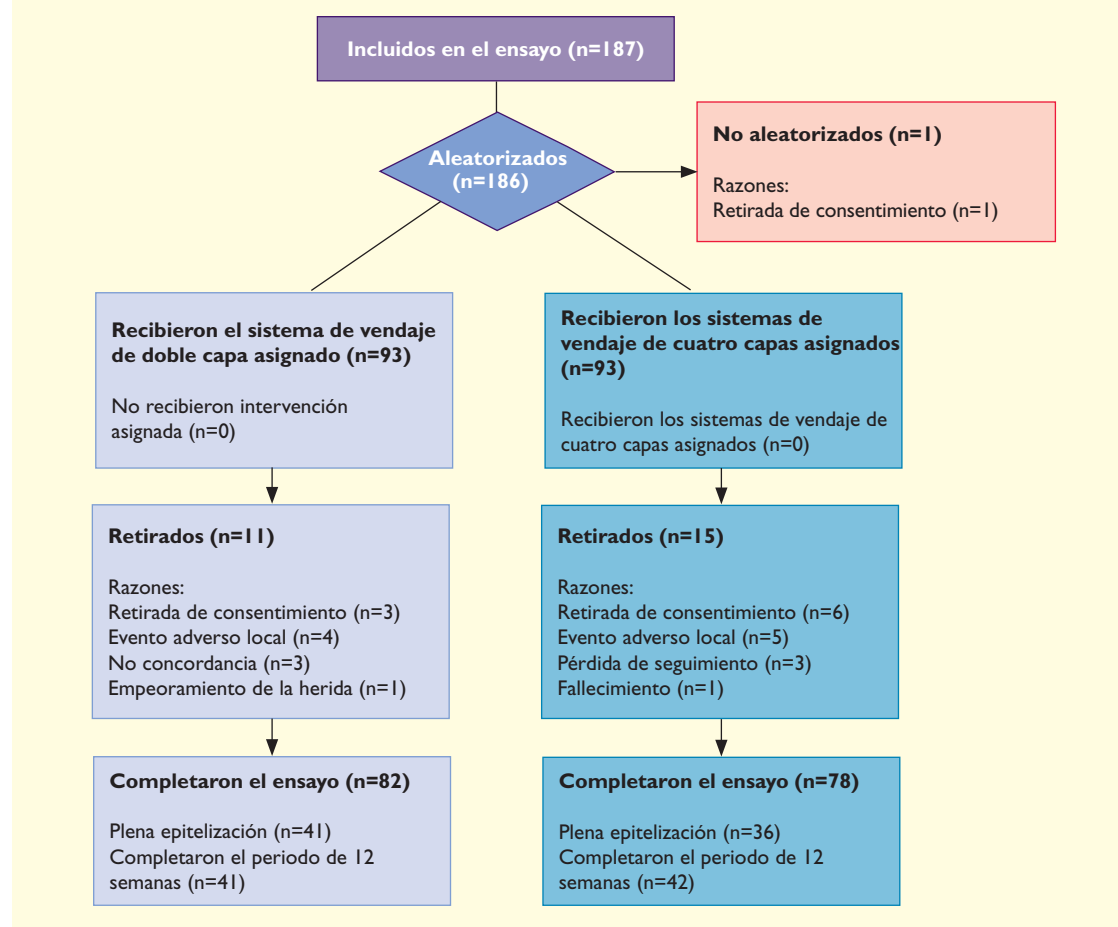 Incluidos en el ensayo (n=187)
Aleatorizados
(n=186)
No aleatorizados (n=1)
Razones:
Retirada de consentimiento (n=1)
Recibieron el sistema de vendaje
de doble capa asignado (n=93)
No recibieron intervención
asignada (n=0)
Recibieron los sistemas de
vendaje de cuatro capas asignados
(n=93)
Recibieron los sistemas de vendaje de
cuatro capas asignados (n=0)
Retirados (n=11)
Razones:
Retirada de consentimiento (n=3)
Evento adverso local (n=4)
No concordancia (n=3)
Empeoramiento de la herida (n=1)
Retirados (n=15)
Razones:
Retirada de consentimiento (n=6)
Evento adverso local (n=5)
Pérdida de seguimiento (n=3)
Fallecimiento (n=1)
Completaron el ensayo (n=82)
Plena epitelización (n=41)
Completaron el periodo de 12
semanas (n=41)
Completaron el ensayo (n=78)
Plena epitelización (n=36)
Completaron el periodo de 12
semanas (n=42)